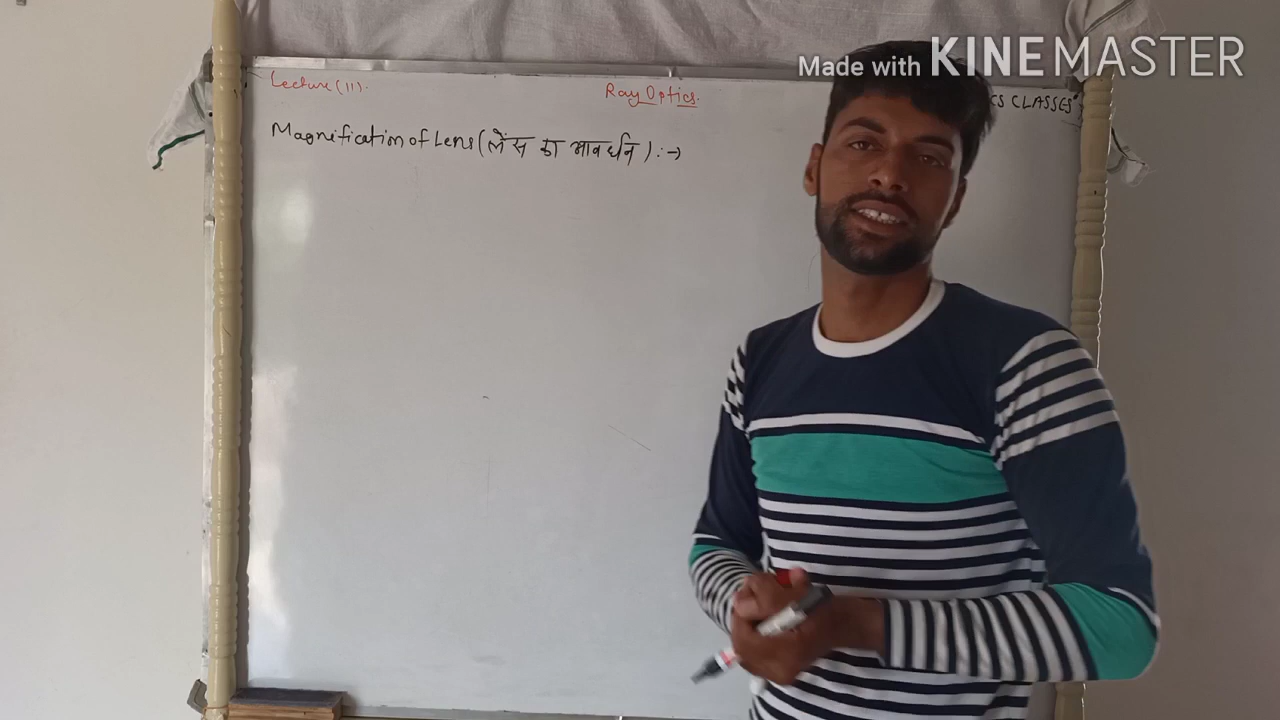 Made with KINEMASTER
Lecture (11).
Ray Optics.
CS CLASSES
Magnification of Lens (लेंस का आवर्धन) :->